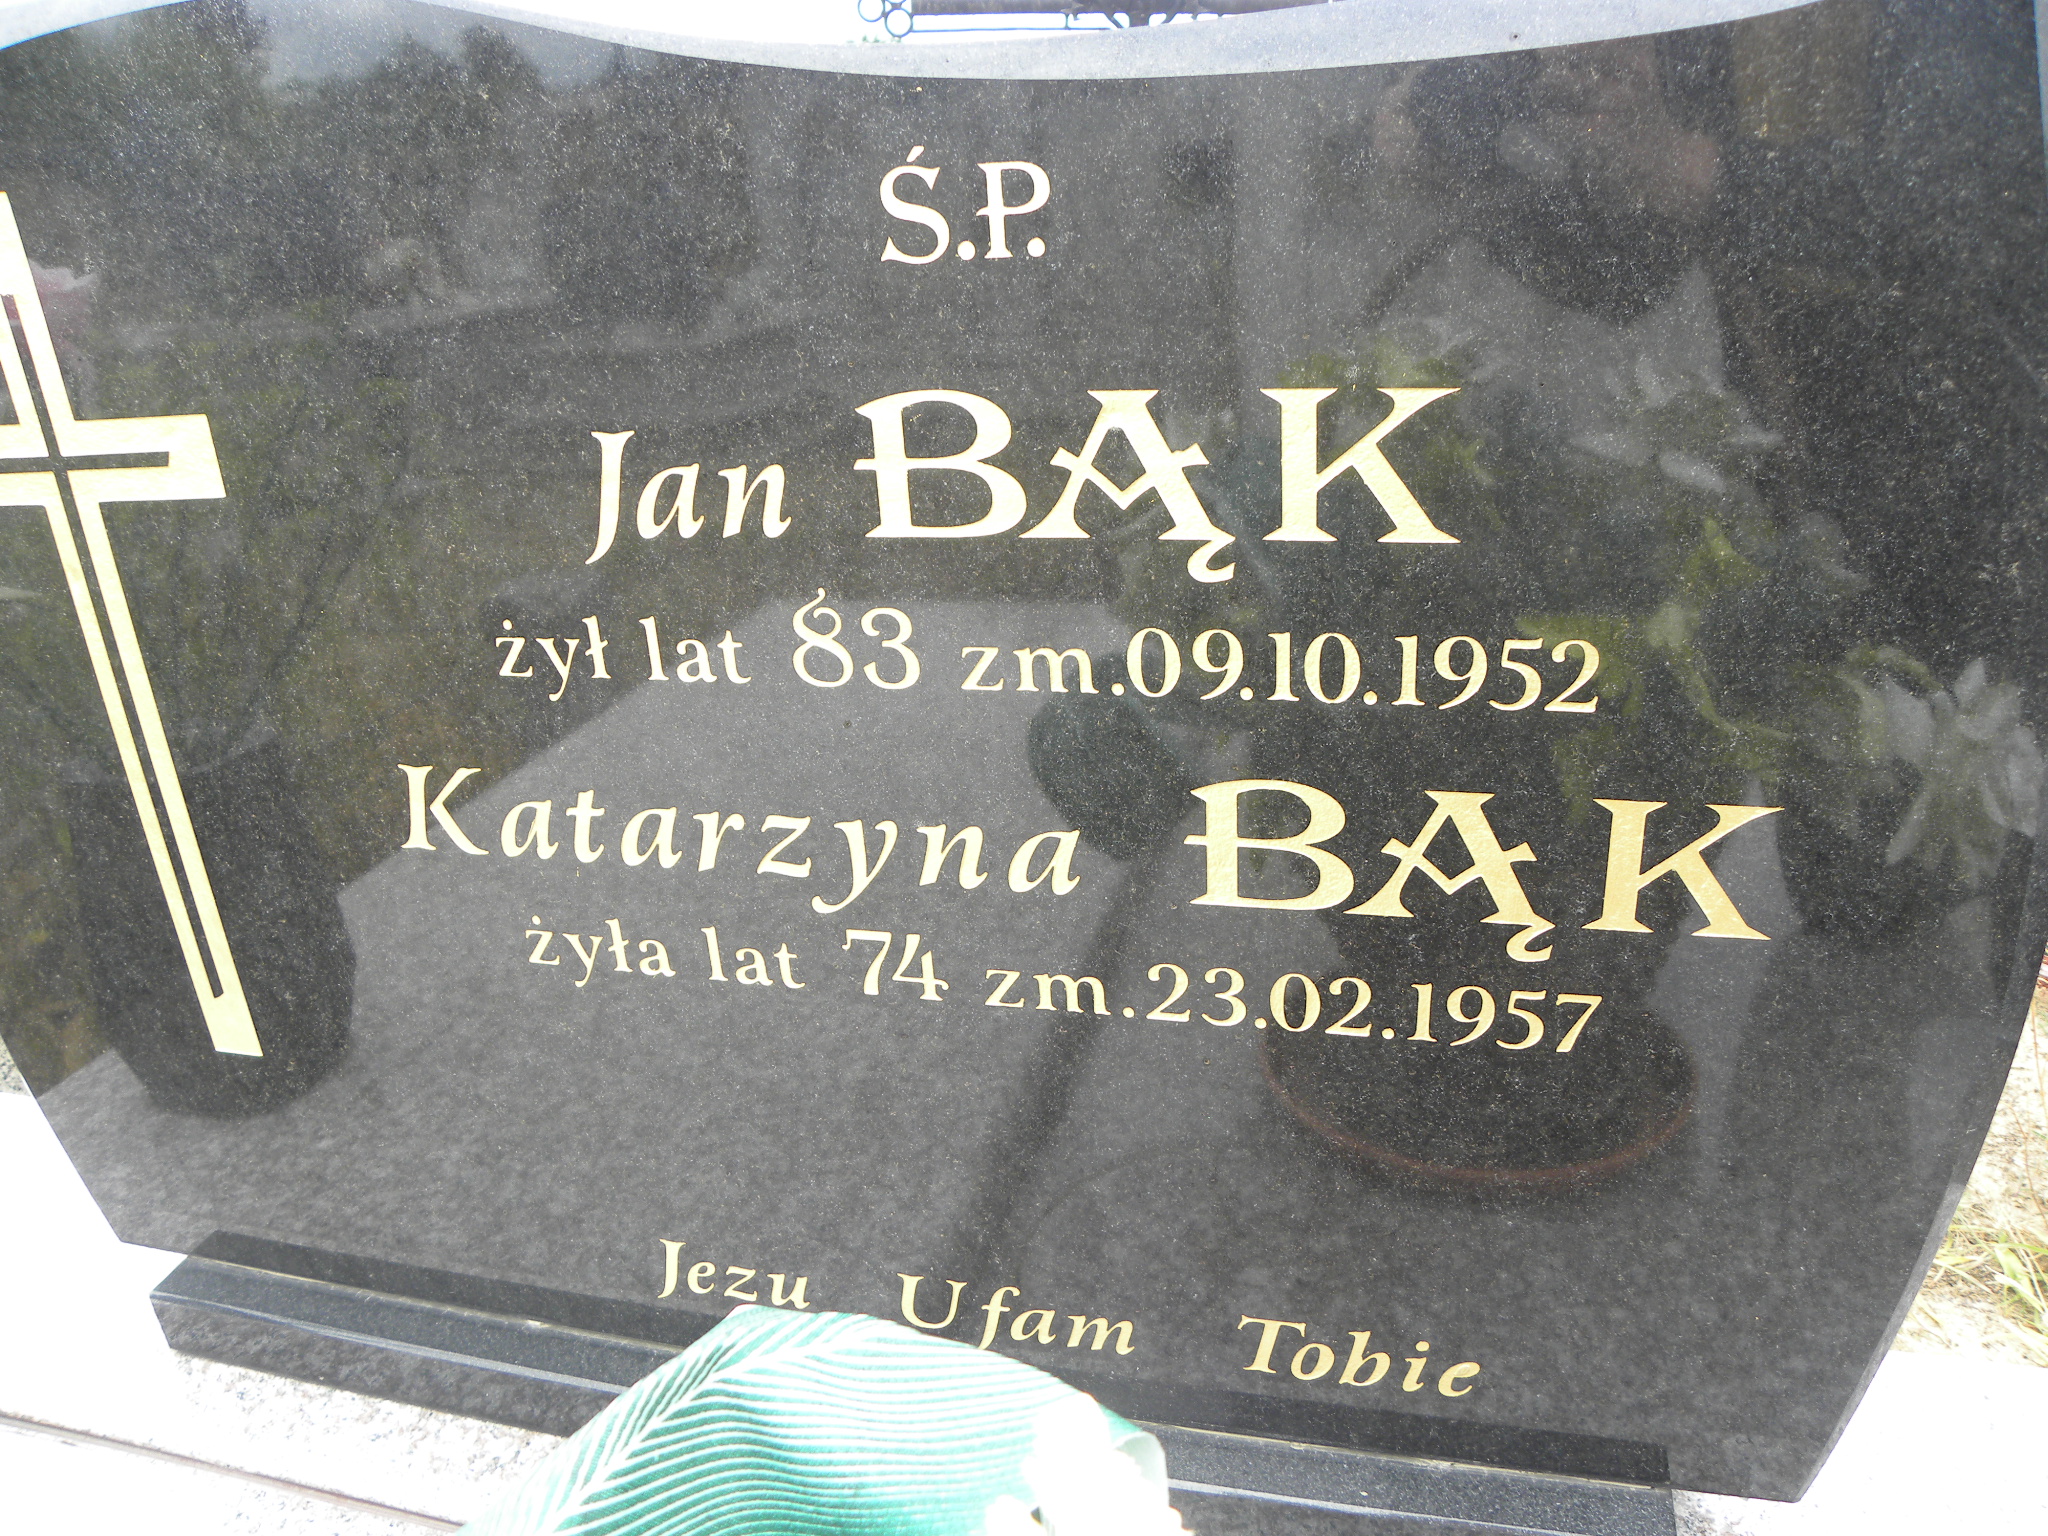 Ś.P.
Jan BĄK
żył lat 83 zm.09.10.1952
Katarzyna BĄK
żyła lat 74 zm.23.02.1957
Jezu Ufam Tobie